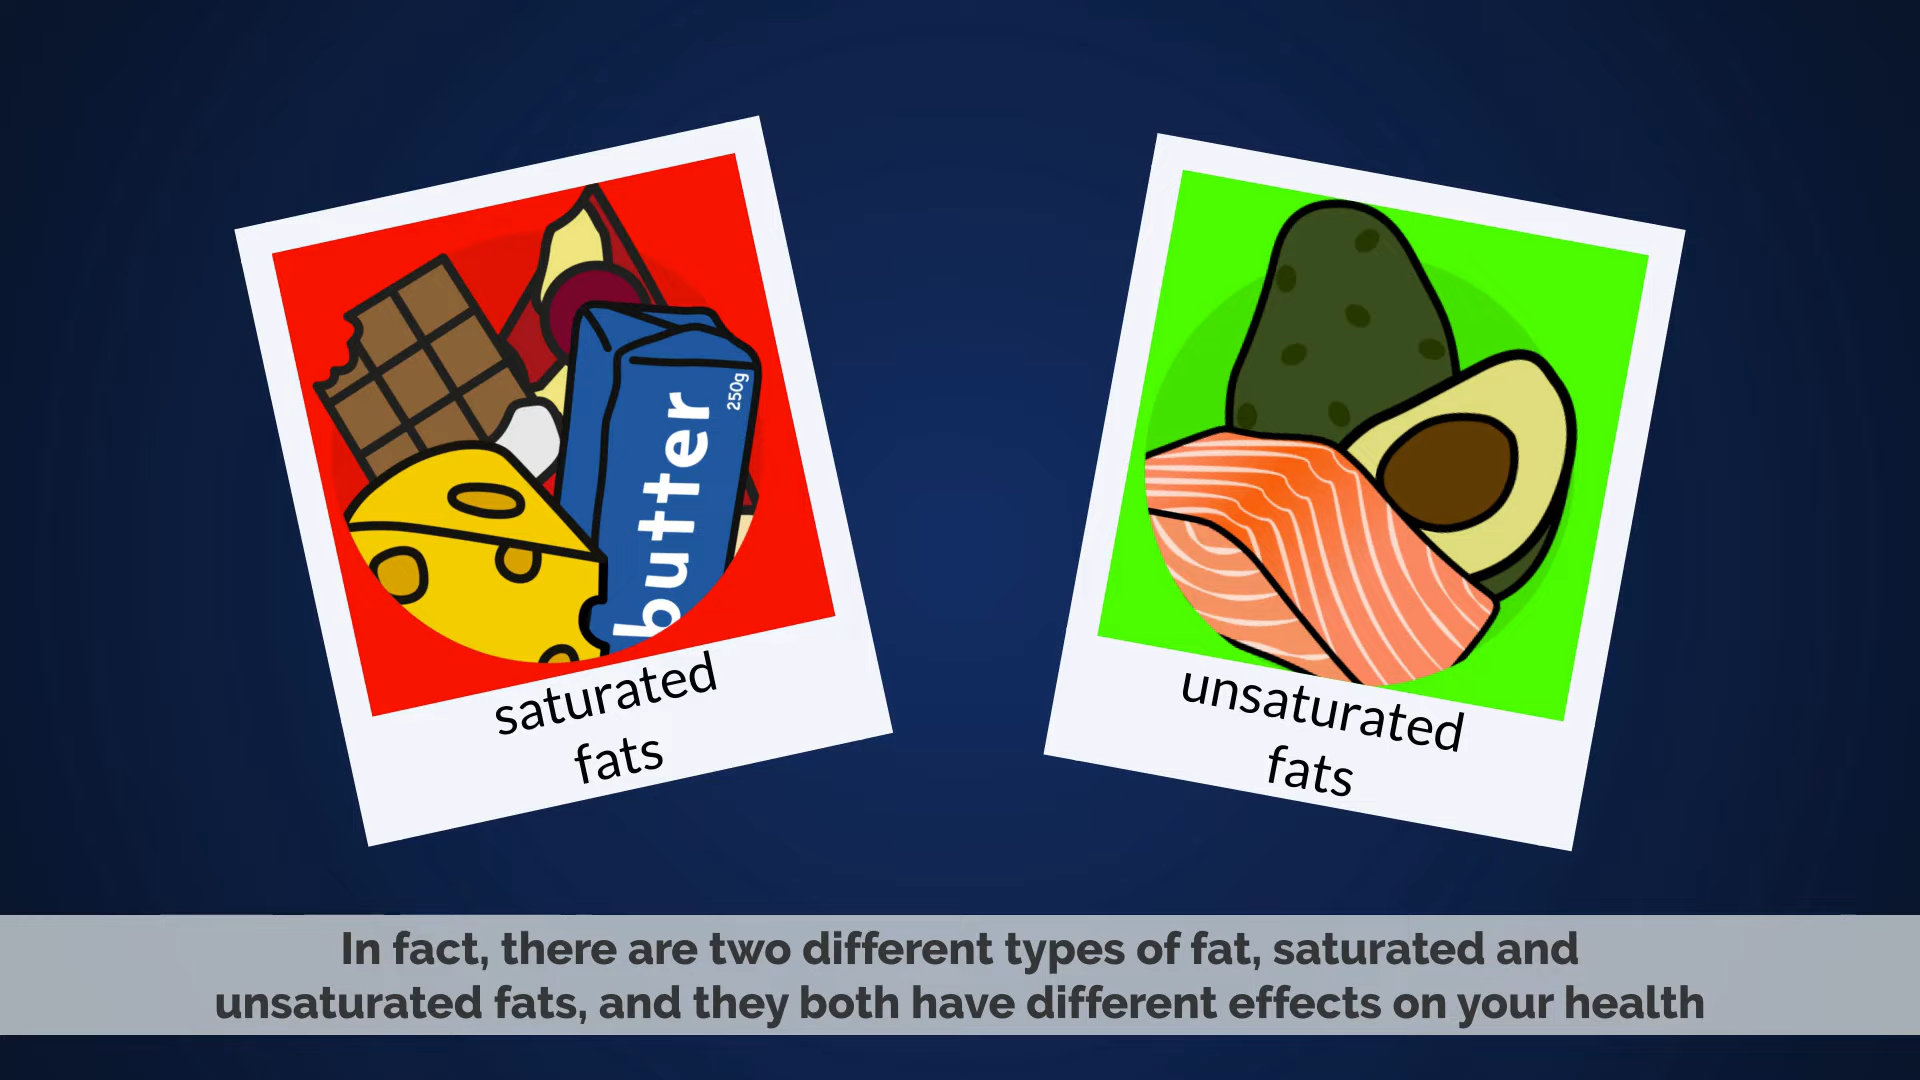 250g
butter
saturated
fats
unsaturated
fats
In fact, there are two different types of fat, saturated and
unsaturated fats, and they both have different effects on your health